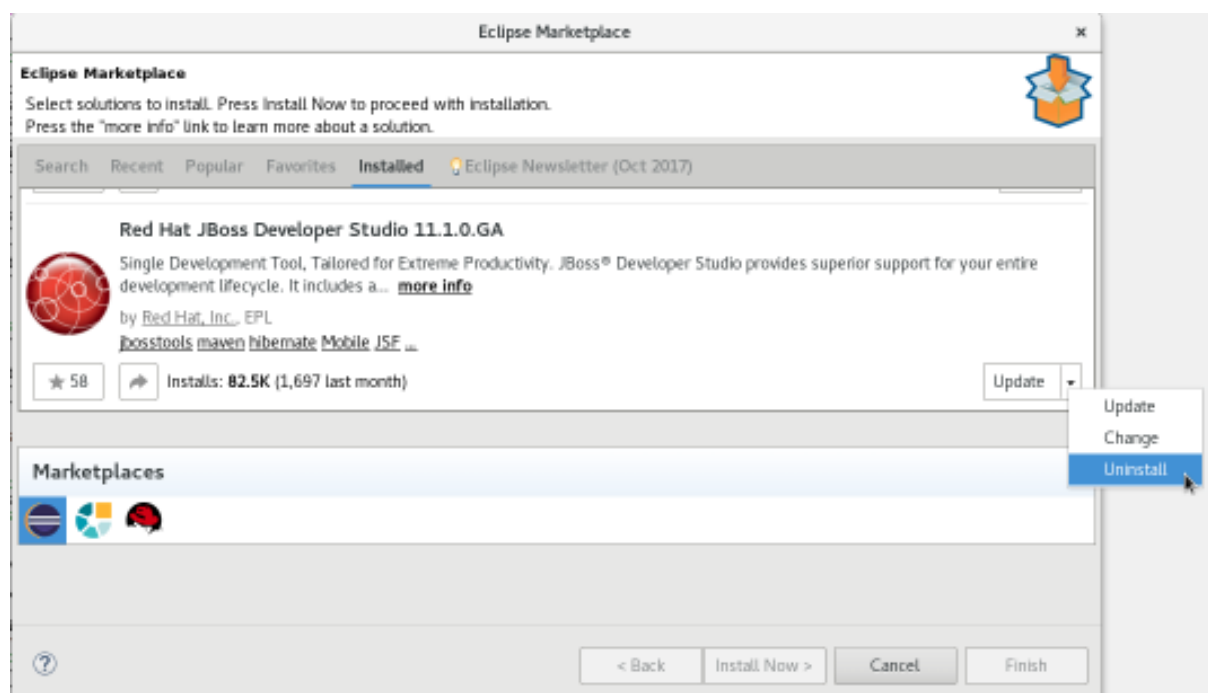 Eclipse Marketplace
Eclipse Marketplace
Select solutions to install. Press Install Now to proceed with installation.
Press the "more info" link to learn more about a solution.
Search Recent Popular Favorites Installed Eclipse Newsletter (Oct 2017)
Red Hat JBoss Developer Studio 11.1.0.GA
Single Development Tool, Tailored for Extreme Productivity. JBoss® Developer Studio provides superior support for your entire
development lifecycle. It includes a... more info
by Red Hat, Inc., EPL
jbosstools maven hibernate Mobile JSF ...
58 Installs: 82.5K (1,697 last month) Update
Update
Change
Uninstall
Marketplaces
< Back Install Now > Cancel Finish